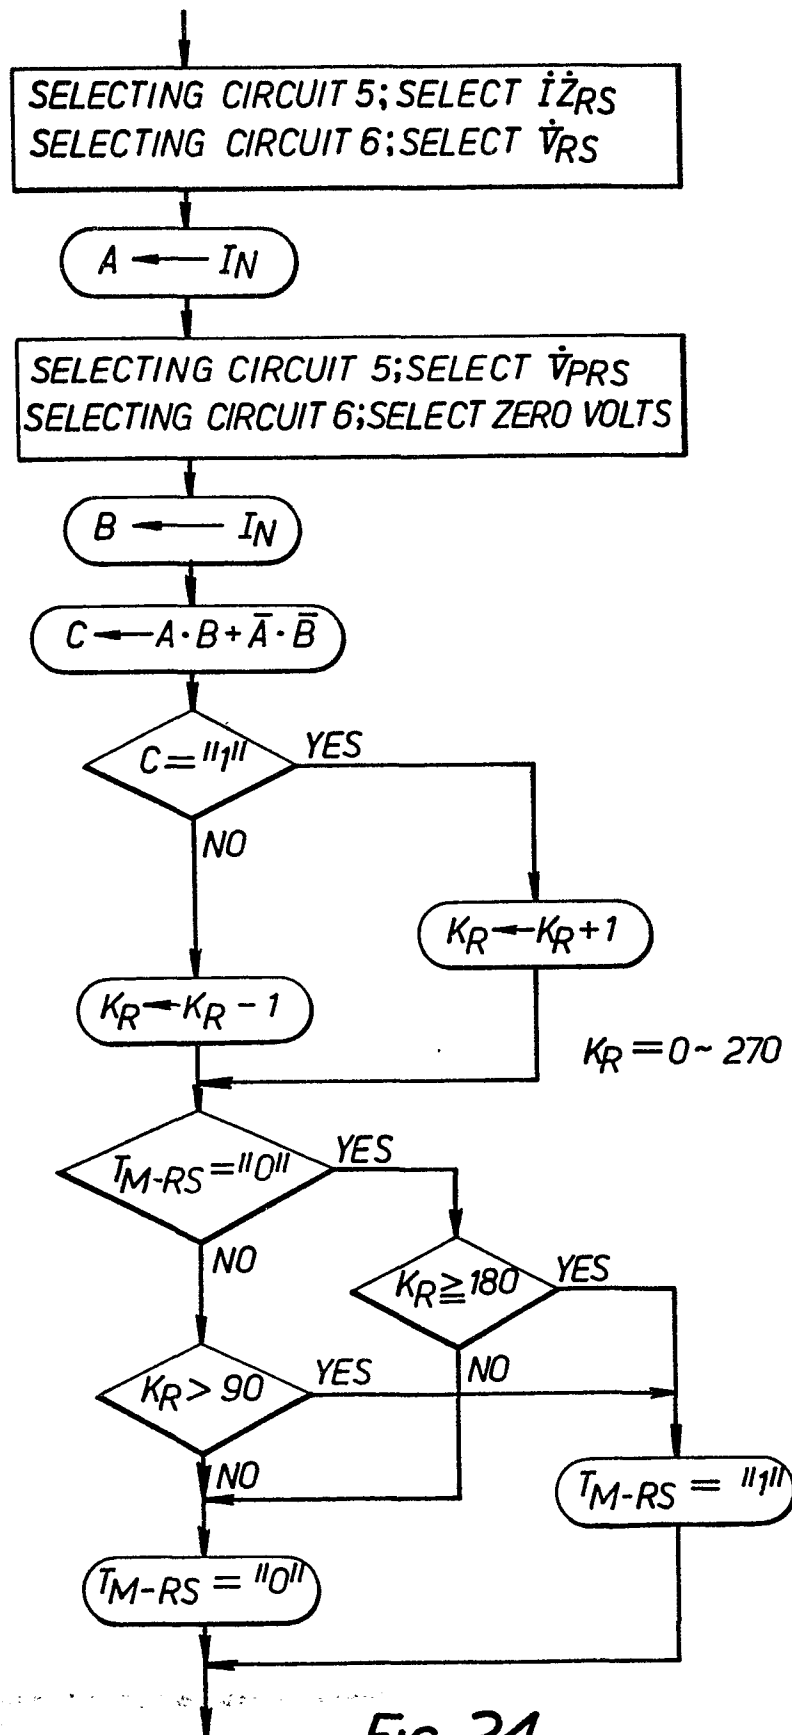 SELECTING CIRCUIT 5; SELECT İŻRS
SELECTING CIRCUIT 6; SELECT V̇RS
A ← IN
SELECTING CIRCUIT 5; SELECT V̇PRS
SELECTING CIRCUIT 6; SELECT ZERO VOLTS
B ← IN
C ← A · B + Ā · B̄
C = "1"
YES
NO
KR ← KR + 1
KR ← KR - 1
KR = 0 ~ 270
TM-RS = "0"
YES
NO
KR ≧ 180
YES
NO
KR > 90
YES
NO
TM-RS = "1"
TM-RS = "0"
Fig. 24